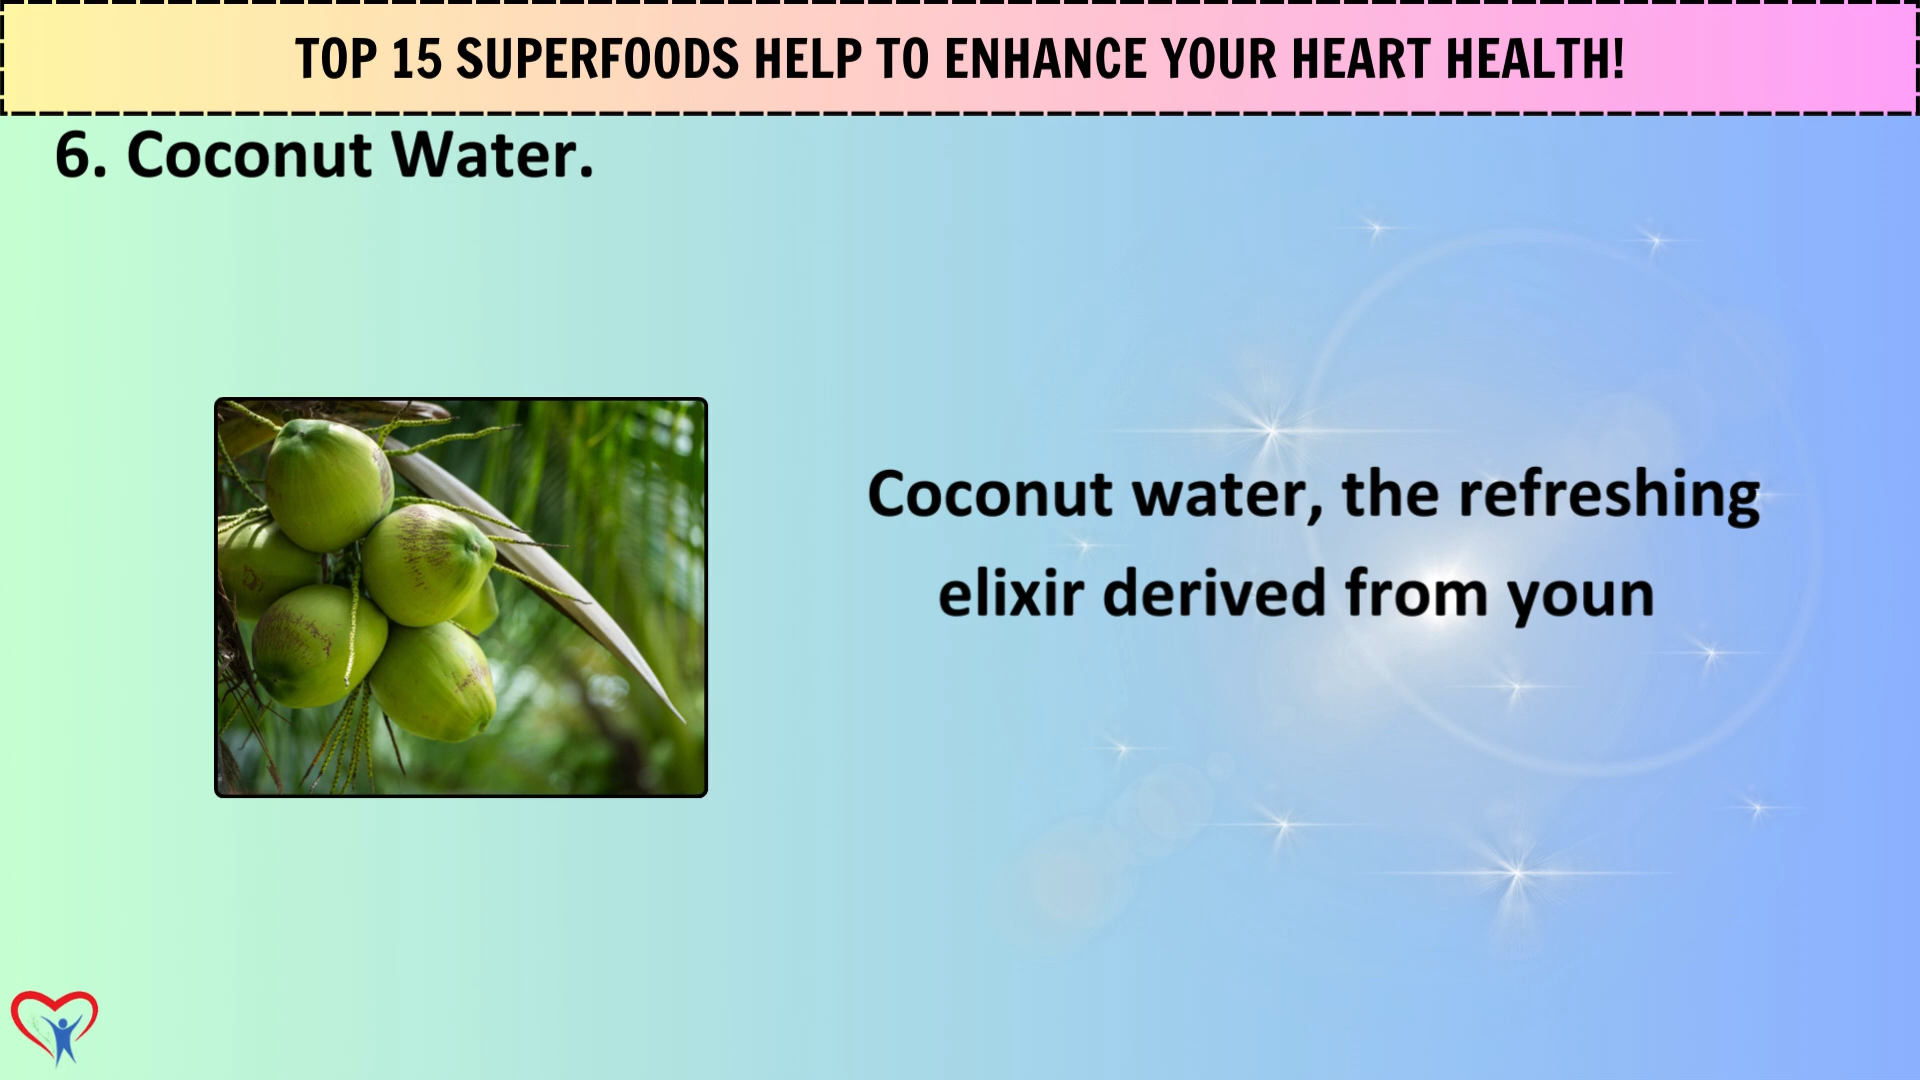 TOP 15 SUPERFOODS HELP TO ENHANCE YOUR HEART HEALTH!
6. Coconut Water.
Coconut water, the refreshing
elixir derived from youn